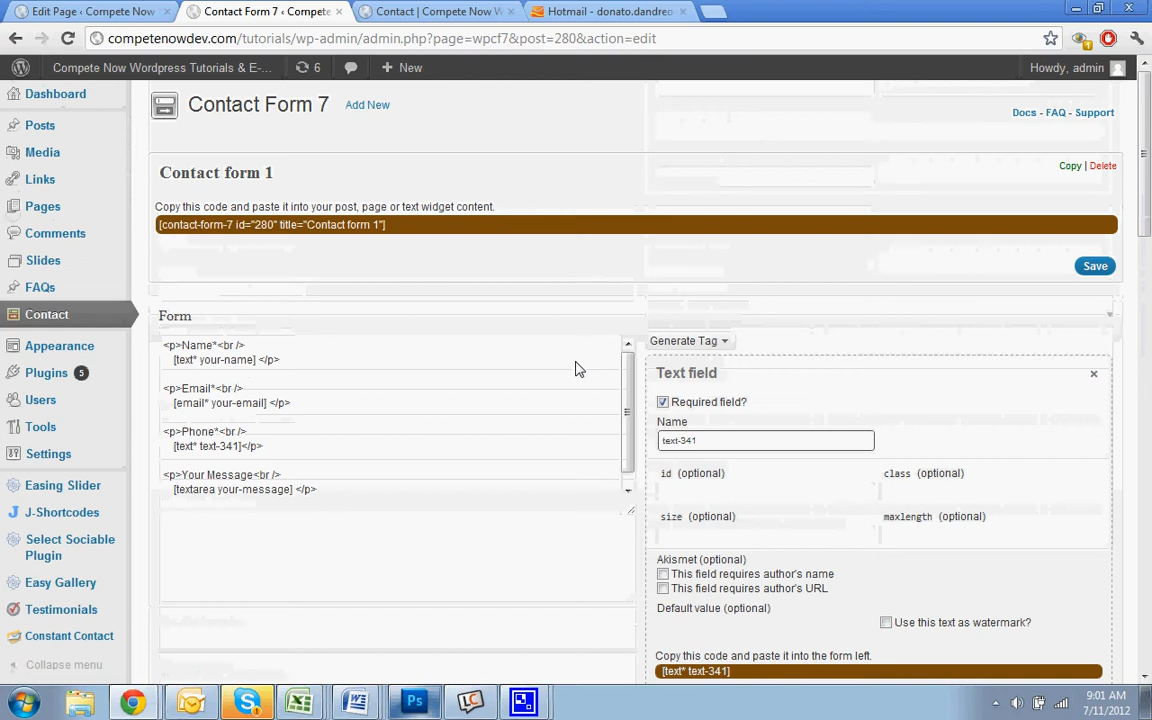 Edit Page ‹ Compete Now
Contact Form 7 ‹ Compete
Contact | Compete Now W
Hotmail - donato.dandreo
competenowdev.com/tutorials/wp-admin/admin.php?page=wpcf7&post=280&action=edit
Compete Now Wordpress Tutorials & E-...
6
New
Howdy, admin
Dashboard
Posts
Media
Links
Pages
Comments
Slides
FAQs
Contact
Appearance
Plugins 5
Users
Tools
Settings
Easing Slider
J-Shortcodes
Select Sociable
Plugin
Easy Gallery
Testimonials
Constant Contact
Collapse menu
Contact Form 7 Add New
Docs - FAQ - Support
Contact form 1
Copy | Delete
Copy this code and paste it into your post, page or text widget content.
[contact-form-7 id="280" title="Contact form 1"]
Save
Form
<p>Name*<br />
[text* your-name] </p>
<p>Email*<br />
[email* your-email] </p>
<p>Phone*<br />
[text* text-341]</p>
<p>Your Message<br />
[textarea your-message] </p>
Generate Tag
Text field
Required field?
Name
text-341
id (optional)
class (optional)
size (optional)
maxlength (optional)
Akismet (optional)
This field requires author's name
This field requires author's URL
Default value (optional)
Use this text as watermark?
Copy this code and paste it into the form left.
[text* text-341]
Ps
LC
9:01 AM
7/11/2012